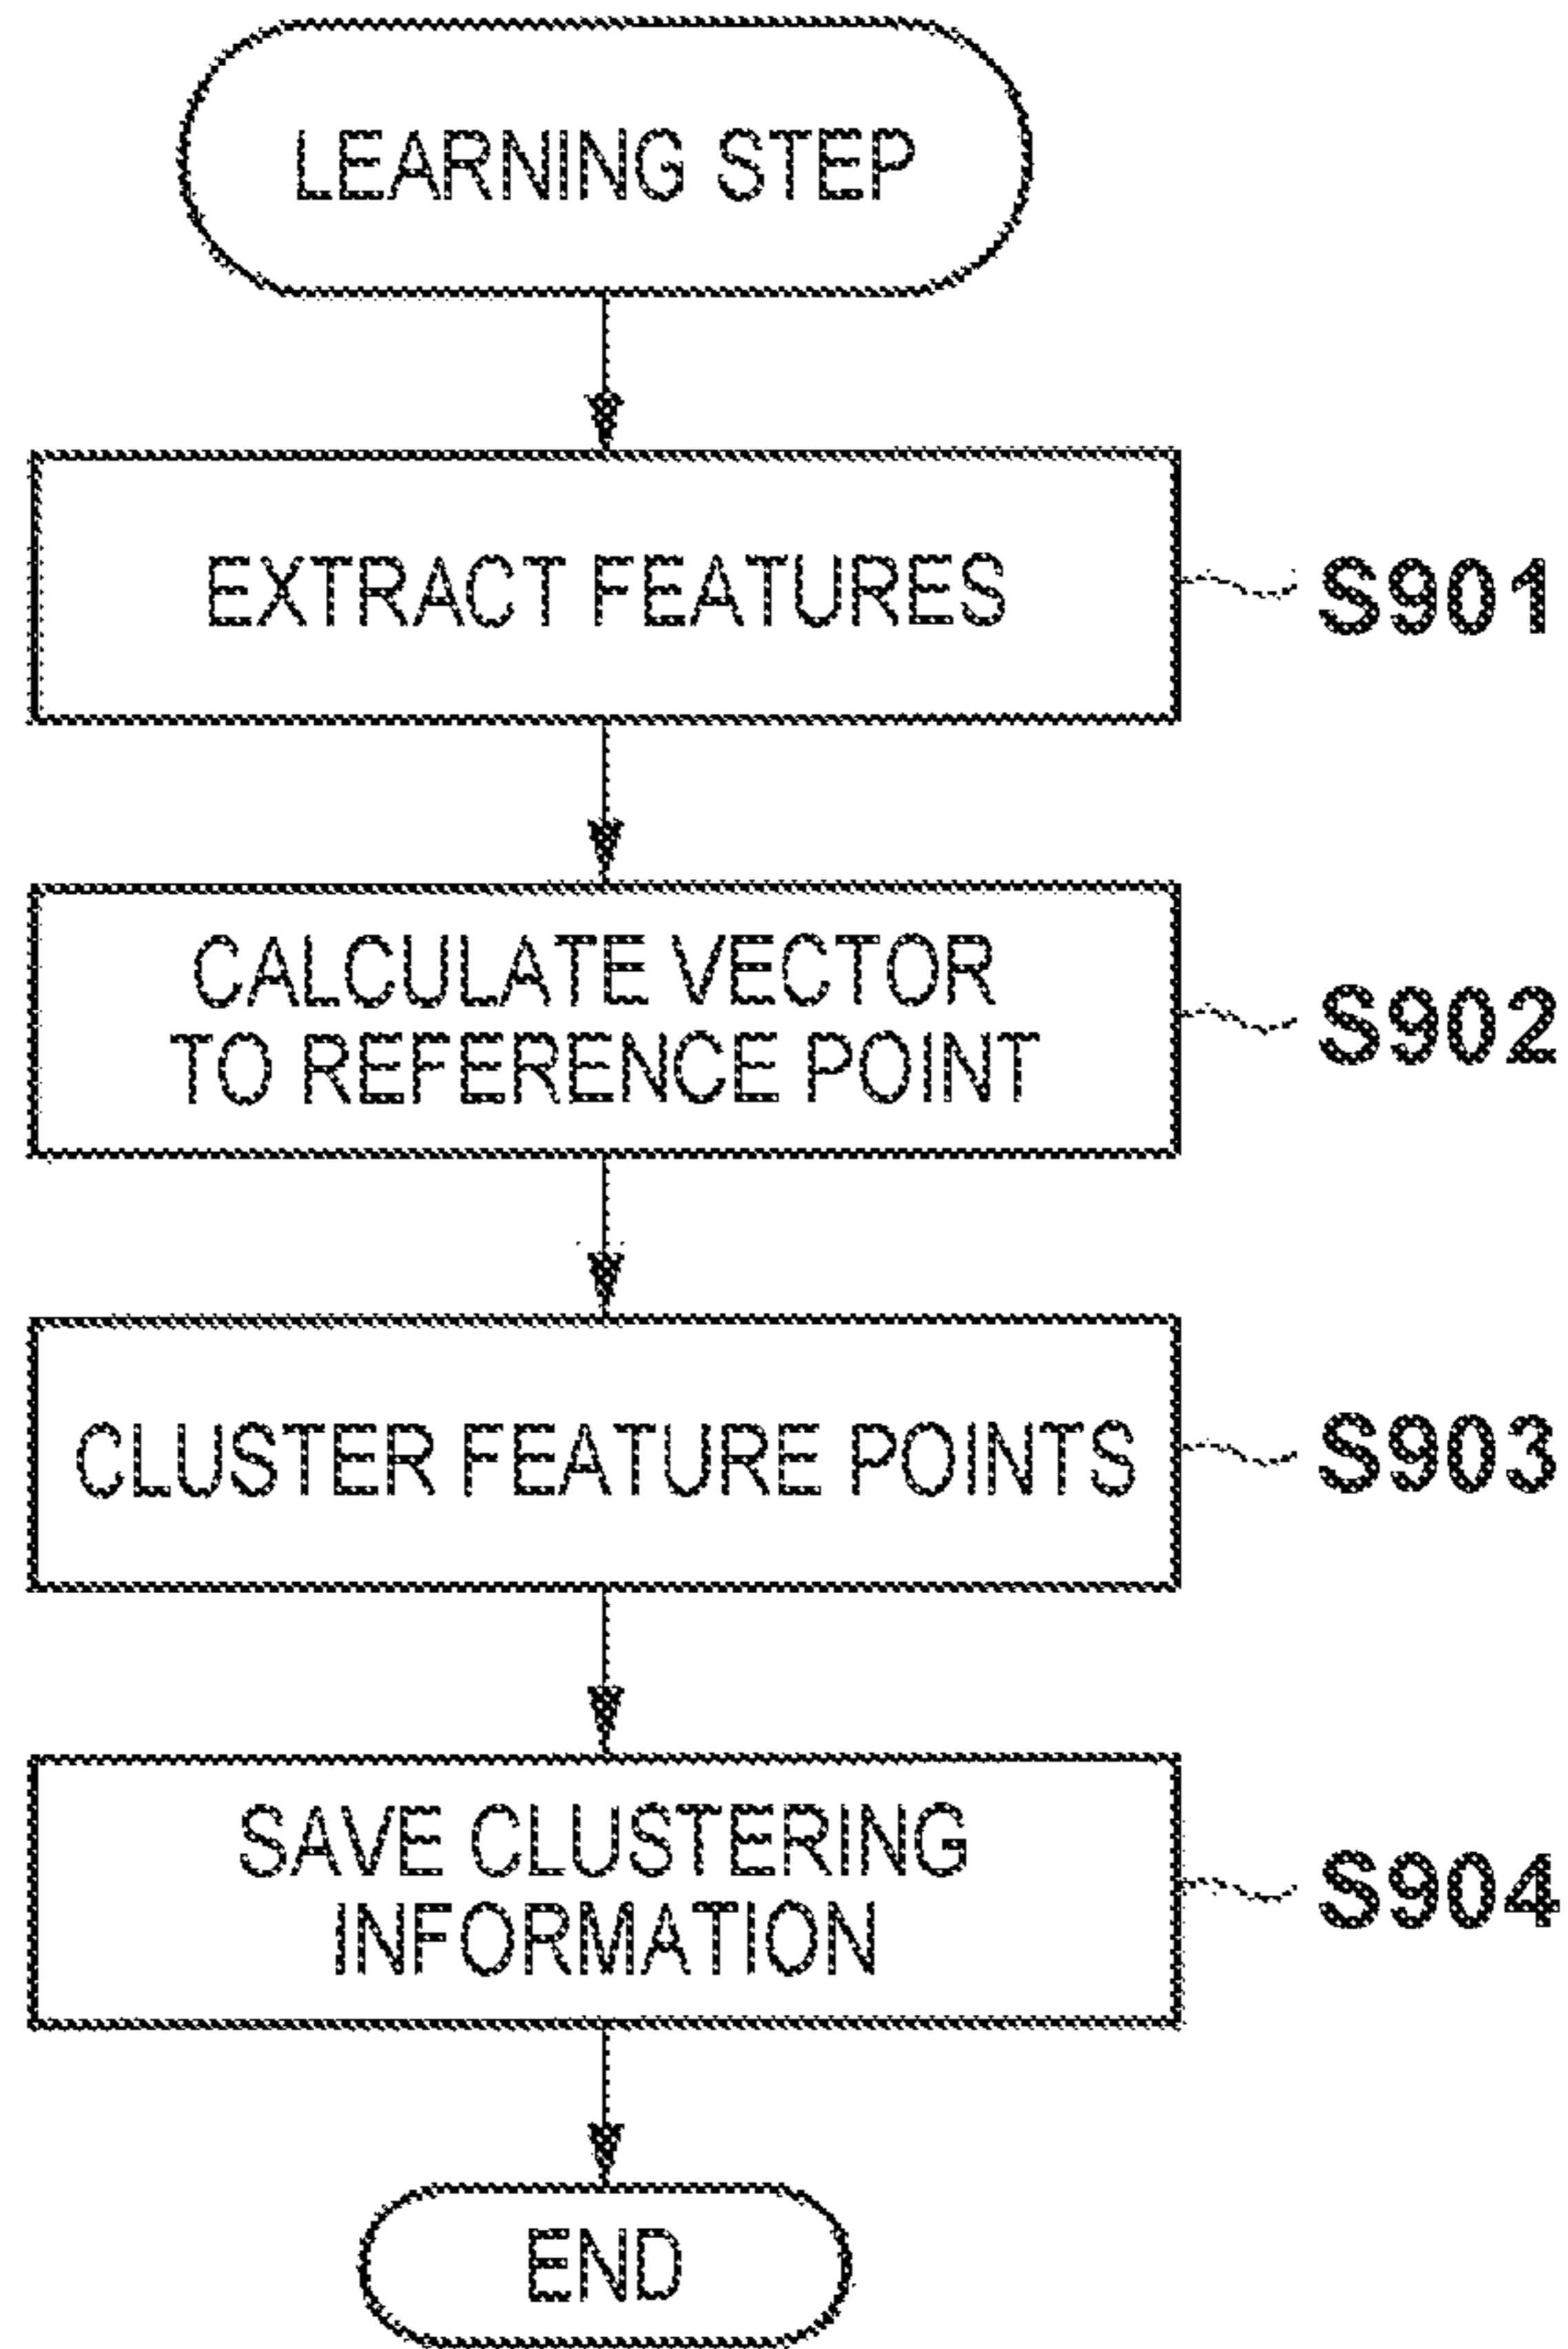 LEARNING STEP
EXTRACT FEATURES
S901
CALCULATE VECTOR
TO REFERENCE POINT
S902
CLUSTER FEATURE POINTS
S903
SAVE CLUSTERING
INFORMATION
S904
END